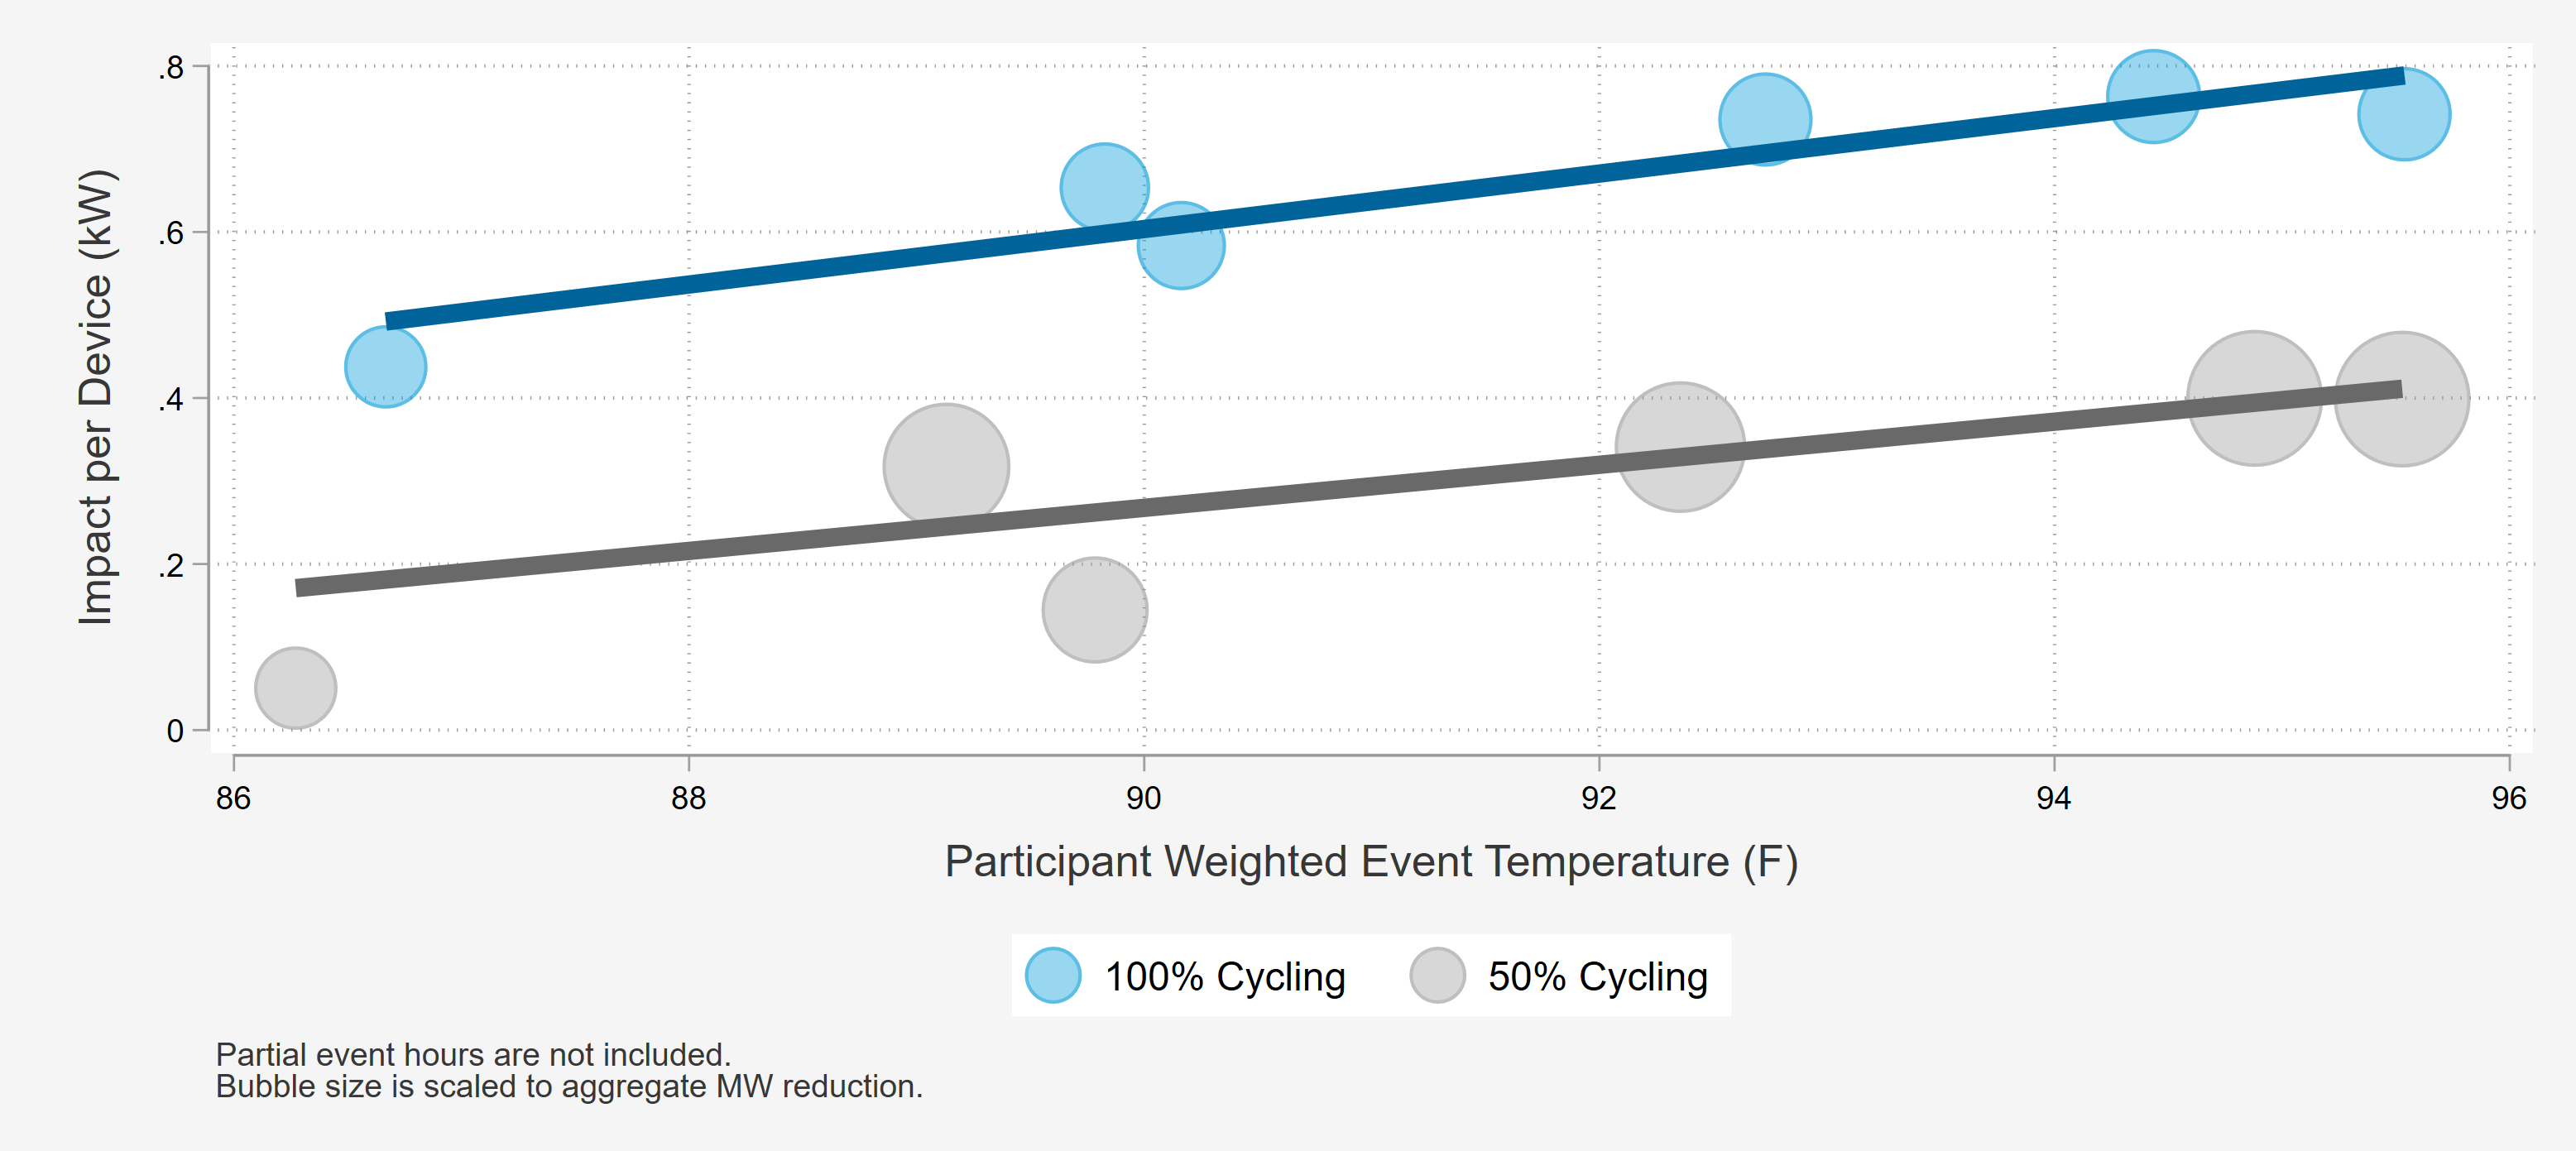 Impact per Device (kW)
.8
.6
.4
.2
0
86 88 90 92 94 96
Participant Weighted Event Temperature (F)
100% Cycling 50% Cycling
Partial event hours are not included.
Bubble size is scaled to aggregate MW reduction.